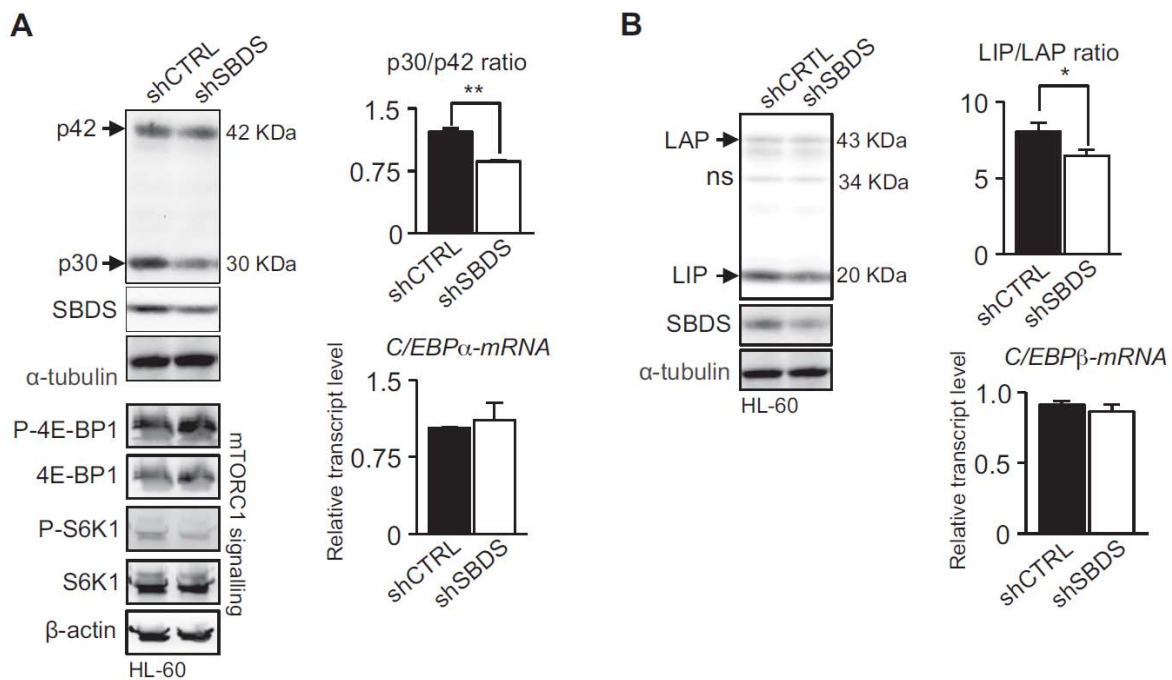 A
shCTRL
shSBDS
p42
42 KDa
p30
30 KDa
SBDS
α-tubulin
P-4E-BP1
4E-BP1
P-S6K1
S6K1
β-actin
mTORC1 signalling
HL-60
p30/p42 ratio
**
1.5
0.75
0
shCTRL
shSBDS
C/EBPα-mRNA
Relative transcript level
1.5
0.75
0
shCTRL
shSBDS
B
shCRTL
shSBDS
LAP
43 KDa
ns
34 KDa
LIP
20 KDa
SBDS
α-tubulin
HL-60
LIP/LAP ratio
*
10
5
0
shCTRL
shSBDS
C/EBPβ-mRNA
Relative transcript level
1.0
0.5
0
shCTRL
shSBDS